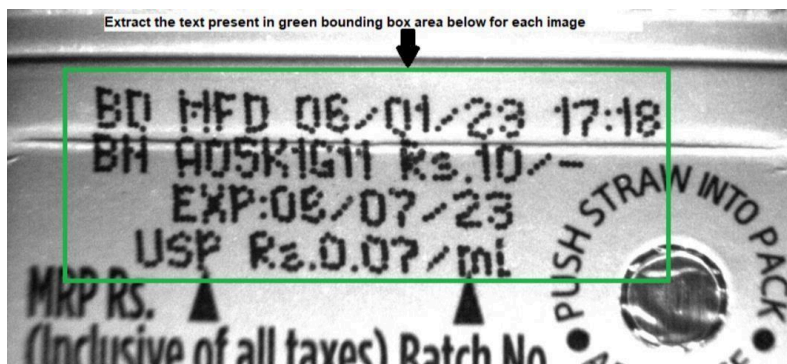 Extract the text present in green bounding box area below for each image
BD MFD 06/01/23 17:18
BN A05K1G11 Rs.10/-
EXP:05/07/23
USP Rs.0.07/ml
PUSH STRAW INTO PACK
MRP Rs.
(Inclusive of all taxes) Batch No